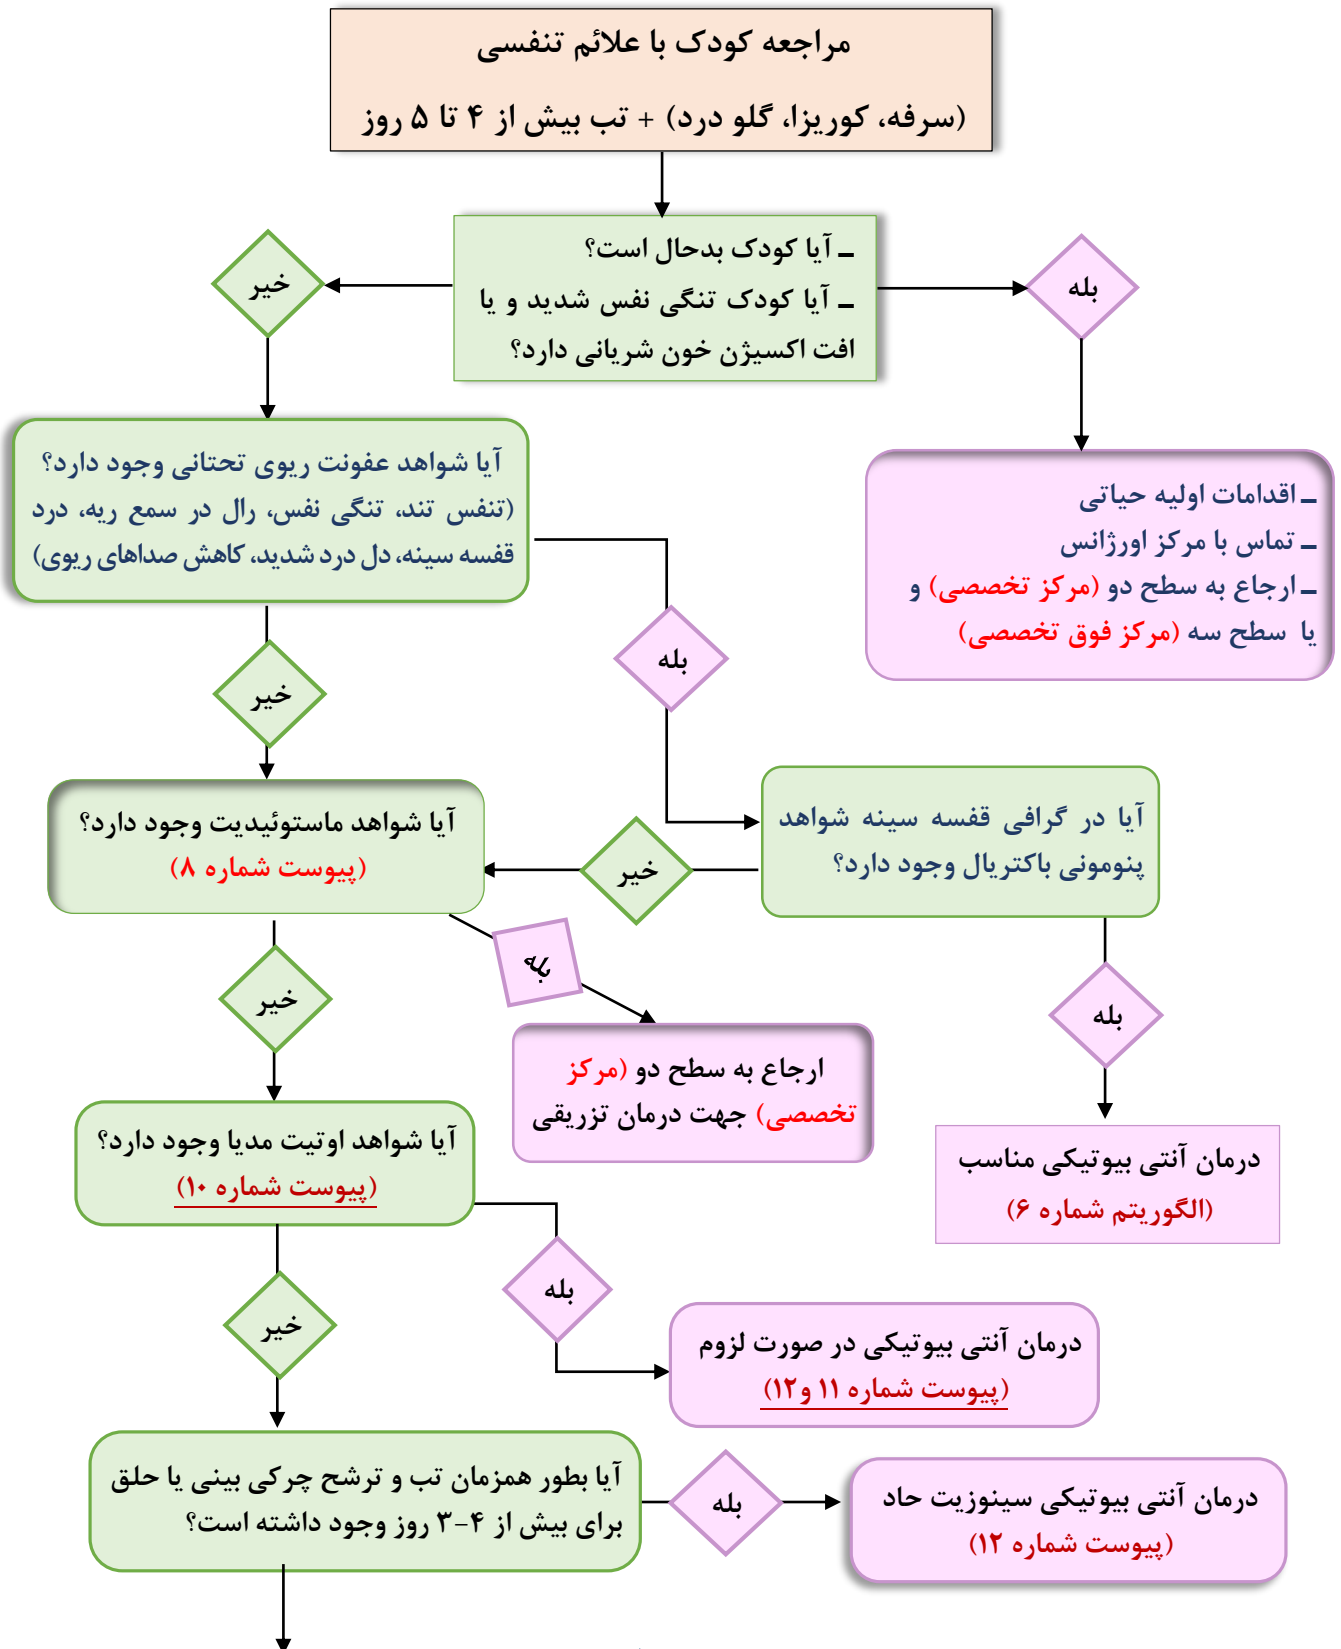 مراجعه کودک با علائم تنفسی
(سرفه، کوریزا، گلو درد) + تب بیش از ۴ تا ۵ روز
ـ آیا کودک بدحال است؟
ـ آیا کودک تنگی نفس شدید و یا
افت اکسیژن خون شریانی دارد؟
بله
خیر
ـ اقدامات اولیه حیاتی
ـ تماس با مرکز اورژانس
ـ ارجاع به سطح دو (مرکز تخصصی) و
یا سطح سه (مرکز فوق تخصصی)
آیا شواهد عفونت ریوی تحتانی وجود دارد؟
(تنفس تند، تنگی نفس، رال در سمع ریه، درد
قفسه سینه، دل درد شدید، کاهش صداهای ریوی)
بله
خیر
آیا در گرافی قفسه سینه شواهد
پنومونی باکتریال وجود دارد؟
خیر
آیا شواهد ماستوئیدیت وجود دارد؟
(پیوست شماره ۸)
بله
بله
خیر
ارجاع به سطح دو (مرکز
تخصصی) جهت درمان تزریقی
درمان آنتی بیوتیکی مناسب
(الگوریتم شماره ۶)
آیا شواهد اوتیت مدیا وجود دارد؟
(پیوست شماره ۱۰)
بله
خیر
درمان آنتی بیوتیکی در صورت لزوم
(پیوست شماره ۱۱ و۱۲)
آیا بطور همزمان تب و ترشح چرکی بینی یا حلق
برای بیش از ۴-۳ روز وجود داشته است؟
بله
درمان آنتی بیوتیکی سینوزیت حاد
(پیوست شماره ۱۲)